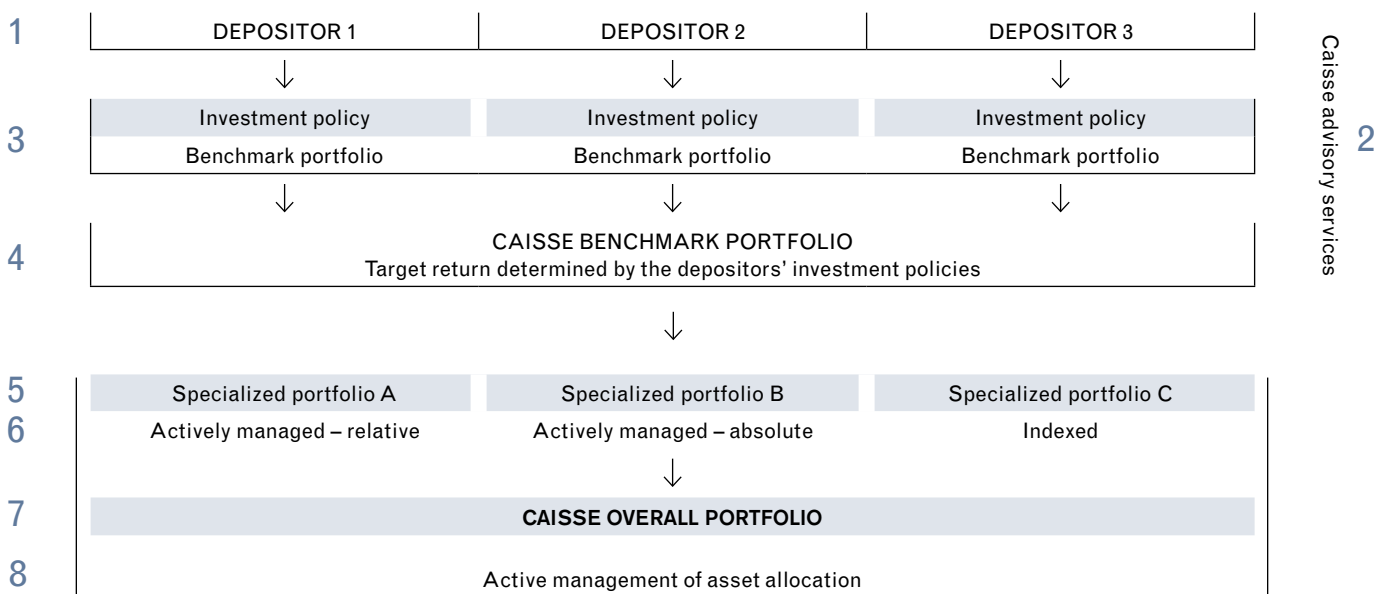 1
DEPOSITOR 1 DEPOSITOR 2 DEPOSITOR 3
Caisse advisory services
2
3
Investment policy Investment policy Investment policy
Benchmark portfolio Benchmark portfolio Benchmark portfolio
4
CAISSE BENCHMARK PORTFOLIO
Target return determined by the depositors’ investment policies
5
Specialized portfolio A Specialized portfolio B Specialized portfolio C
6
Actively managed – relative Actively managed – absolute Indexed
7
CAISSE OVERALL PORTFOLIO
8
Active management of asset allocation